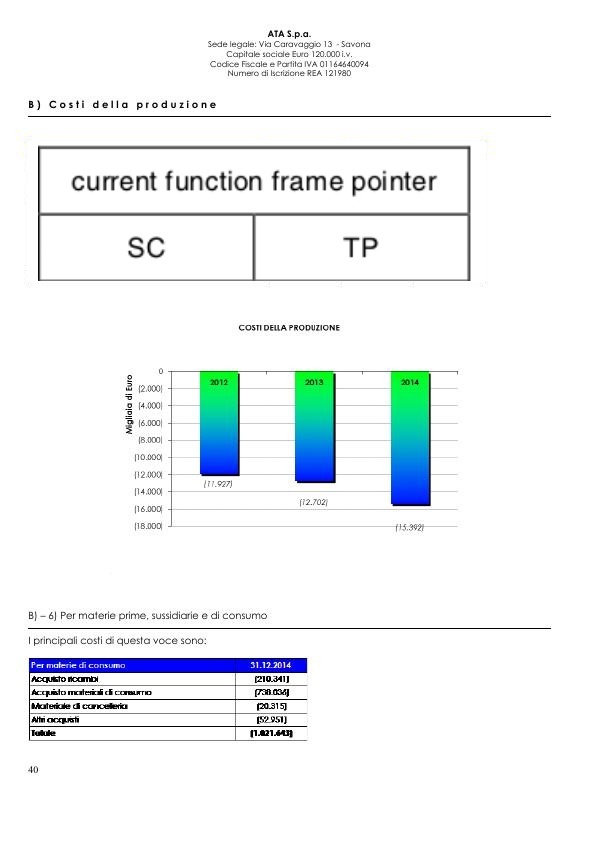 ATA S.p.a.
Sede legale: Via Caravaggio 13 - Savona
Capitale sociale Euro 120.000 i.v.
Codice Fiscale e Partita IVA 01164640094
Numero di Iscrizione REA 121980
B) Costi della produzione
current function frame pointer
SC TP
COSTI DELLA PRODUZIONE
Migliaia di Euro
0
(2.000)
(4.000)
(6.000)
(8.000)
(10.000)
(12.000)
(14.000)
(16.000)
(18.000)
2012 2013 2014
(11.927)
(12.702)
(15.392)
B) – 6) Per materie prime, sussidiarie e di consumo
I principali costi di questa voce sono:
Per materie di consumo 31.12.2014
Acquisto ricambi (210.341)
Acquisto materiali di consumo (738.036)
Materiale di cancelleria (20.315)
Altri acquisti (52.951)
Totale (1.021.643)
40